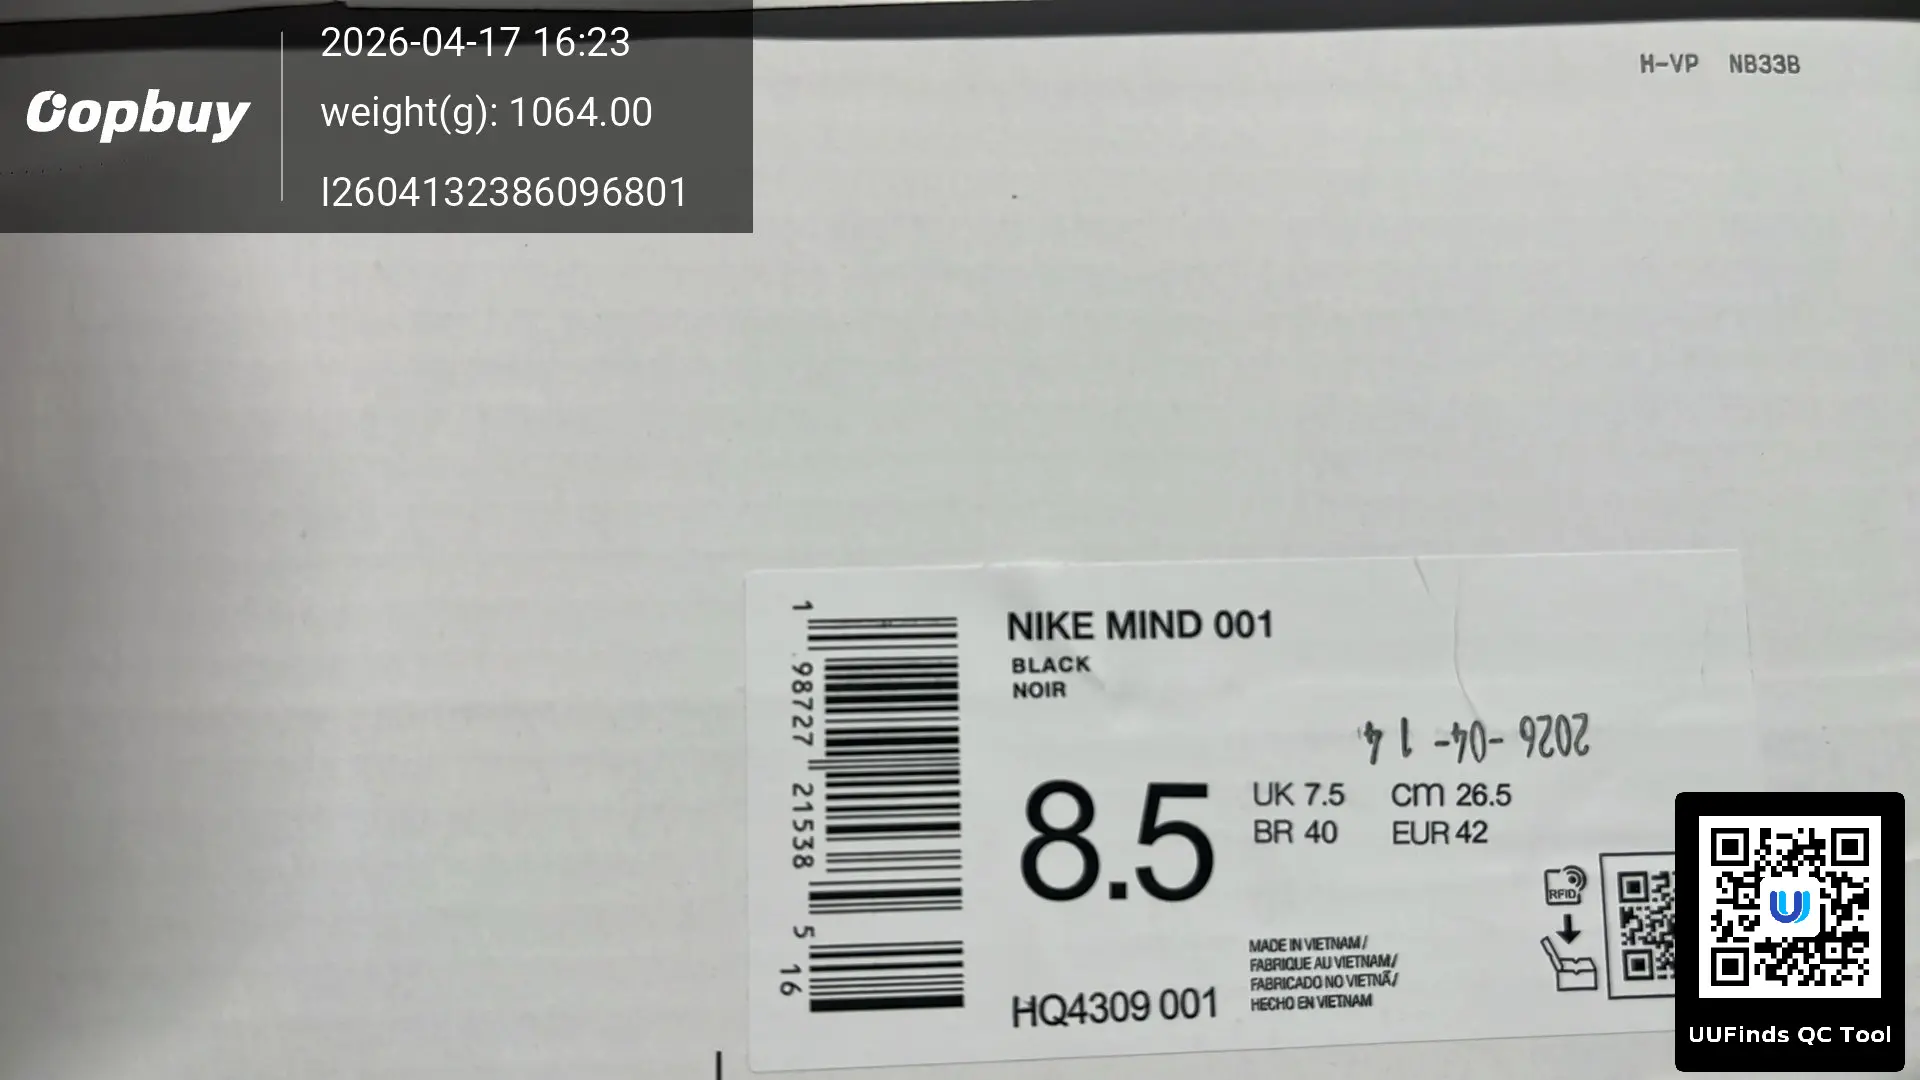 2026-04-17 16:23
Oopbuy
weight(g): 1064.00
I2604132386096801
H-VP NB33B
1 98727 21538 5 16
NIKE MIND 001
BLACK
NOIR
2026-04-14
8.5
UK 7.5 cm 26.5
BR 40 EUR 42
RFID
MADE IN VIETNAM/
FABRIQUE AU VIETNAM/
FABRICADO NO VIETNÃ/
HECHO EN VIETNAM
HQ4309 001
UUFinds QC Tool